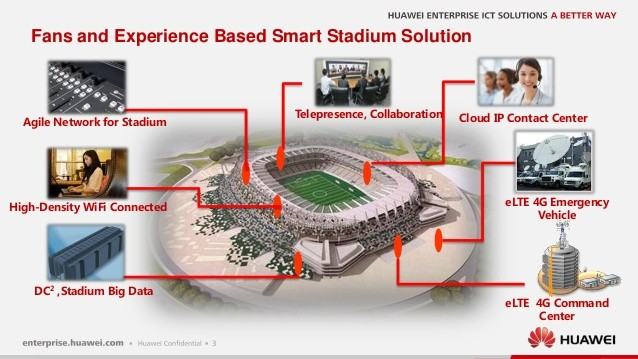 HUAWEI ENTERPRISE ICT SOLUTIONS A BETTER WAY
Fans and Experience Based Smart Stadium Solution
Agile Network for Stadium
Telepresence, Collaboration
Cloud IP Contact Center
High-Density WiFi Connected
eLTE 4G Emergency
Vehicle
DC² ,Stadium Big Data
eLTE 4G Command
Center
enterprise.huawei.com • Huawei Confidential • 3
HUAWEI